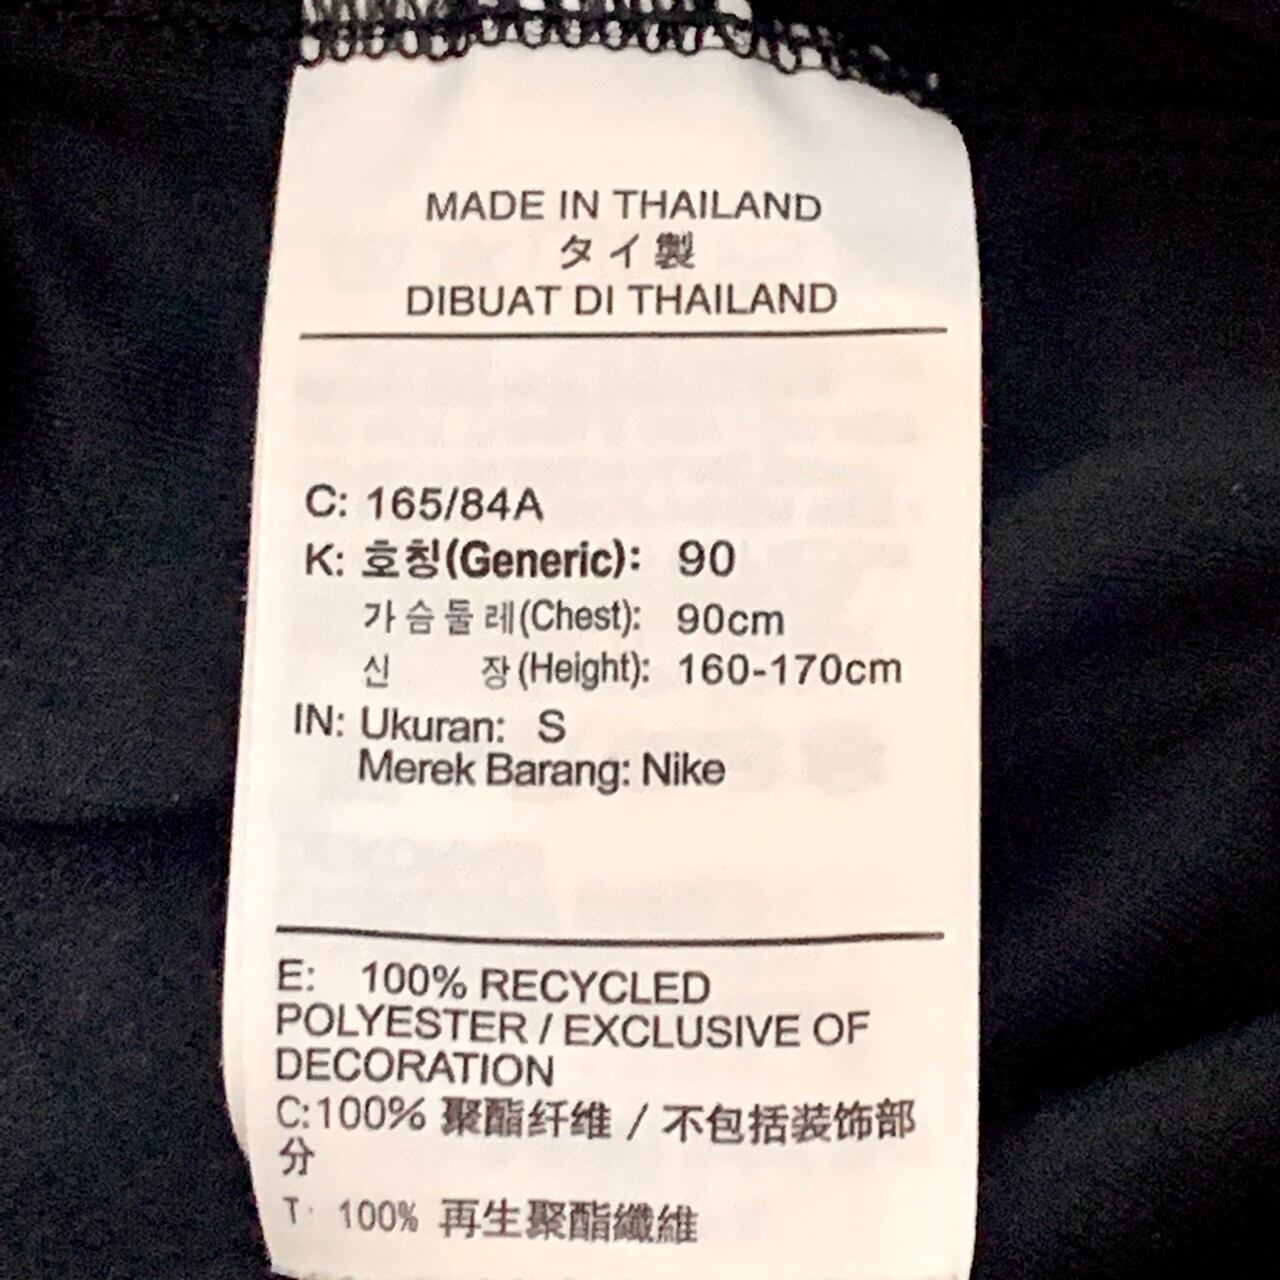 MADE IN THAILAND
タイ製
DIBUAT DI THAILAND
C: 165/84A
K: 호칭(Generic): 90
가슴둘레(Chest): 90cm
신 장(Height): 160-170cm
IN: Ukuran: S
Merek Barang: Nike
E: 100% RECYCLED
POLYESTER / EXCLUSIVE OF
DECORATION
C:100% 聚酯纤维 / 不包括装饰部
分
T: 100% 再生聚酯纖維